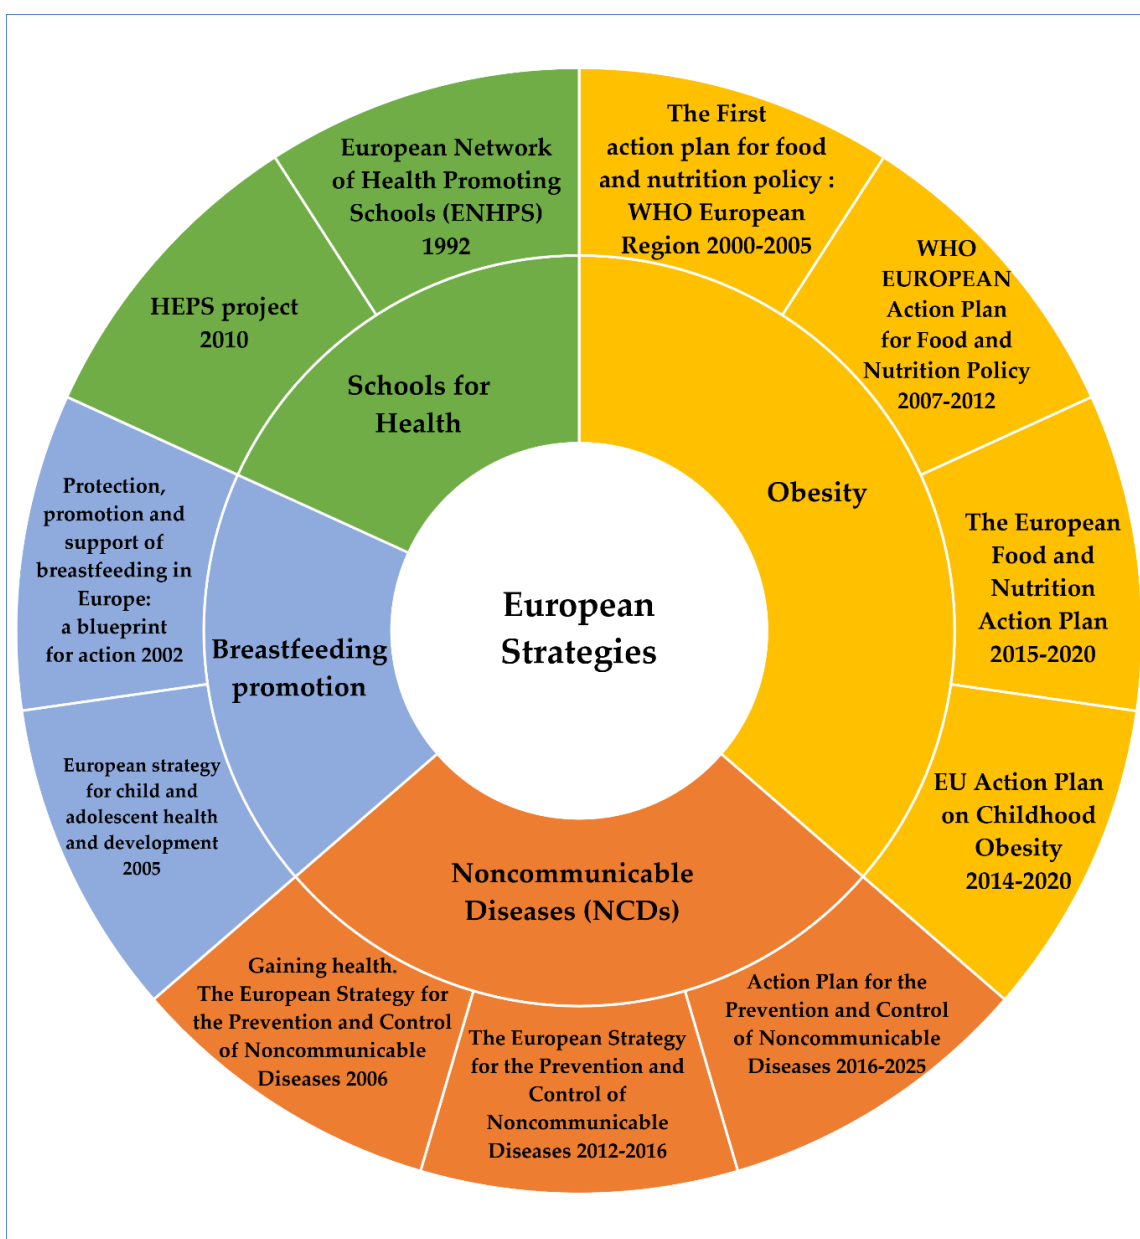 European
Strategies
Obesity
The First
action plan for food
and nutrition policy :
WHO European
Region 2000-2005
WHO
EUROPEAN
Action Plan
for Food and
Nutrition Policy
2007-2012
The European
Food and
Nutrition
Action Plan
2015-2020
EU Action Plan
on Childhood
Obesity
2014-2020
Noncommunicable
Diseases (NCDs)
Action Plan for the
Prevention and Control
of Noncommunicable
Diseases 2016-2025
The European Strategy
for the Prevention and
Control of
Noncommunicable
Diseases 2012-2016
Gaining health.
The European Strategy for
the Prevention and Control
of Noncommunicable
Diseases 2006
Breastfeeding
promotion
European strategy
for child and
adolescent health
and development
2005
Protection,
promotion and
support of
breastfeeding in
Europe:
a blueprint
for action 2002
Schools for
Health
HEPS project
2010
European Network
of Health Promoting
Schools (ENHPS)
1992